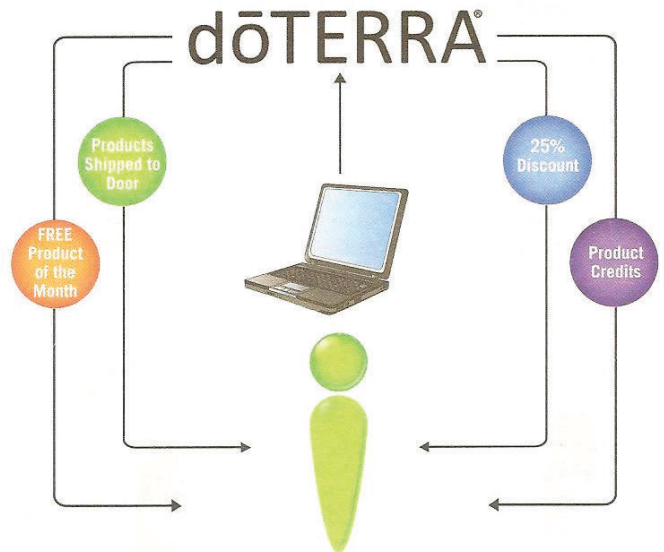 dōTERRA®
Products
Shipped to
Door
25%
Discount
FREE
Product
of the
Month
Product
Credits